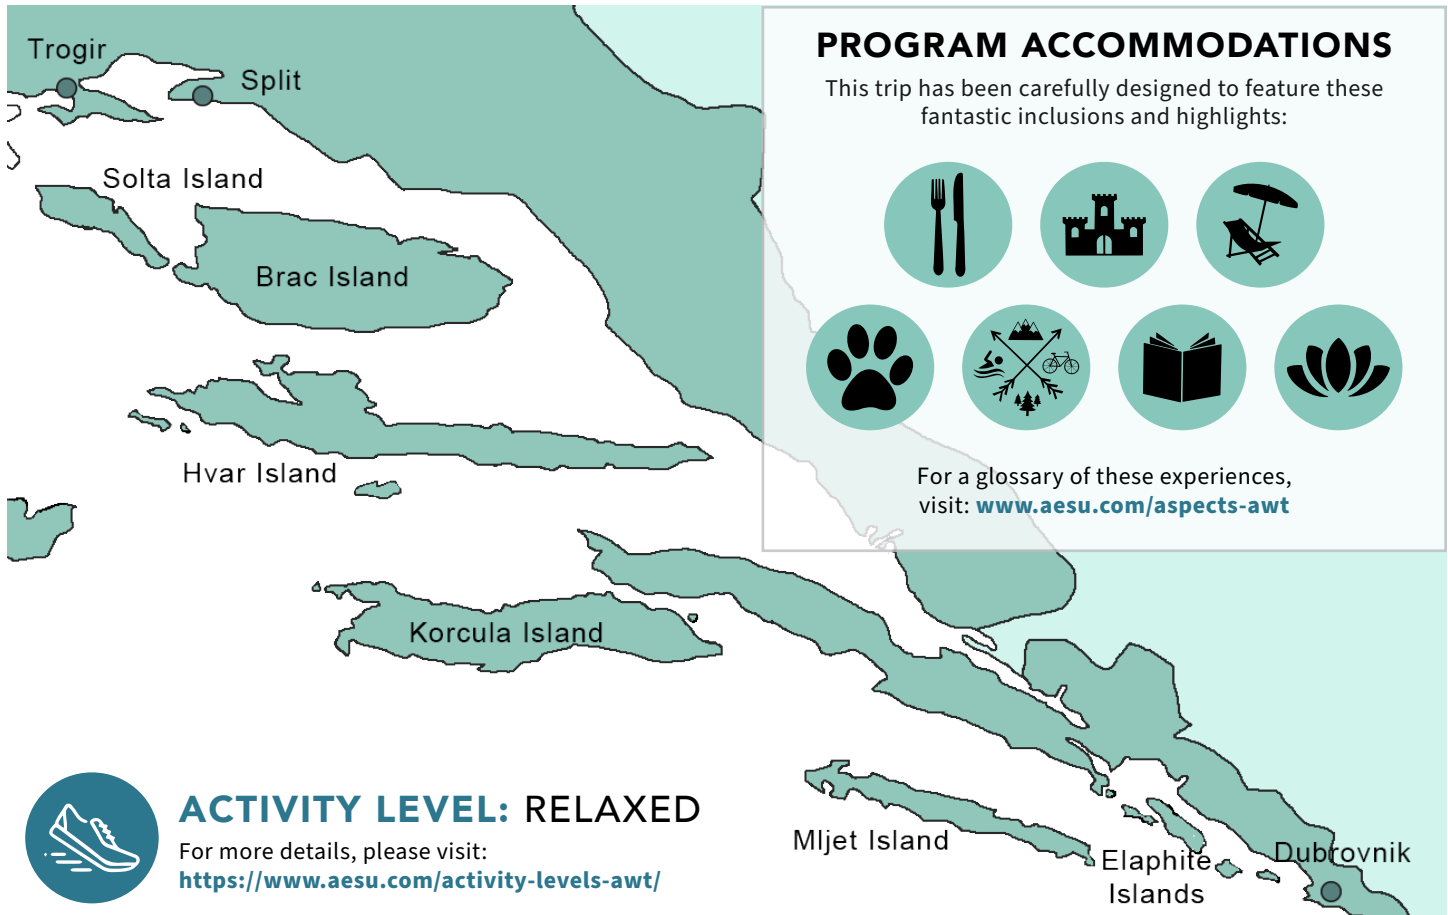 Trogir
Split
Solta Island
Brac Island
Hvar Island
Korcula Island
Mljet Island
Elaphite
Islands
Dubrovnik
PROGRAM ACCOMMODATIONS
This trip has been carefully designed to feature these
fantastic inclusions and highlights:
For a glossary of these experiences,
visit: www.aesu.com/aspects-awt
ACTIVITY LEVEL: RELAXED
For more details, please visit:
https://www.aesu.com/activity-levels-awt/